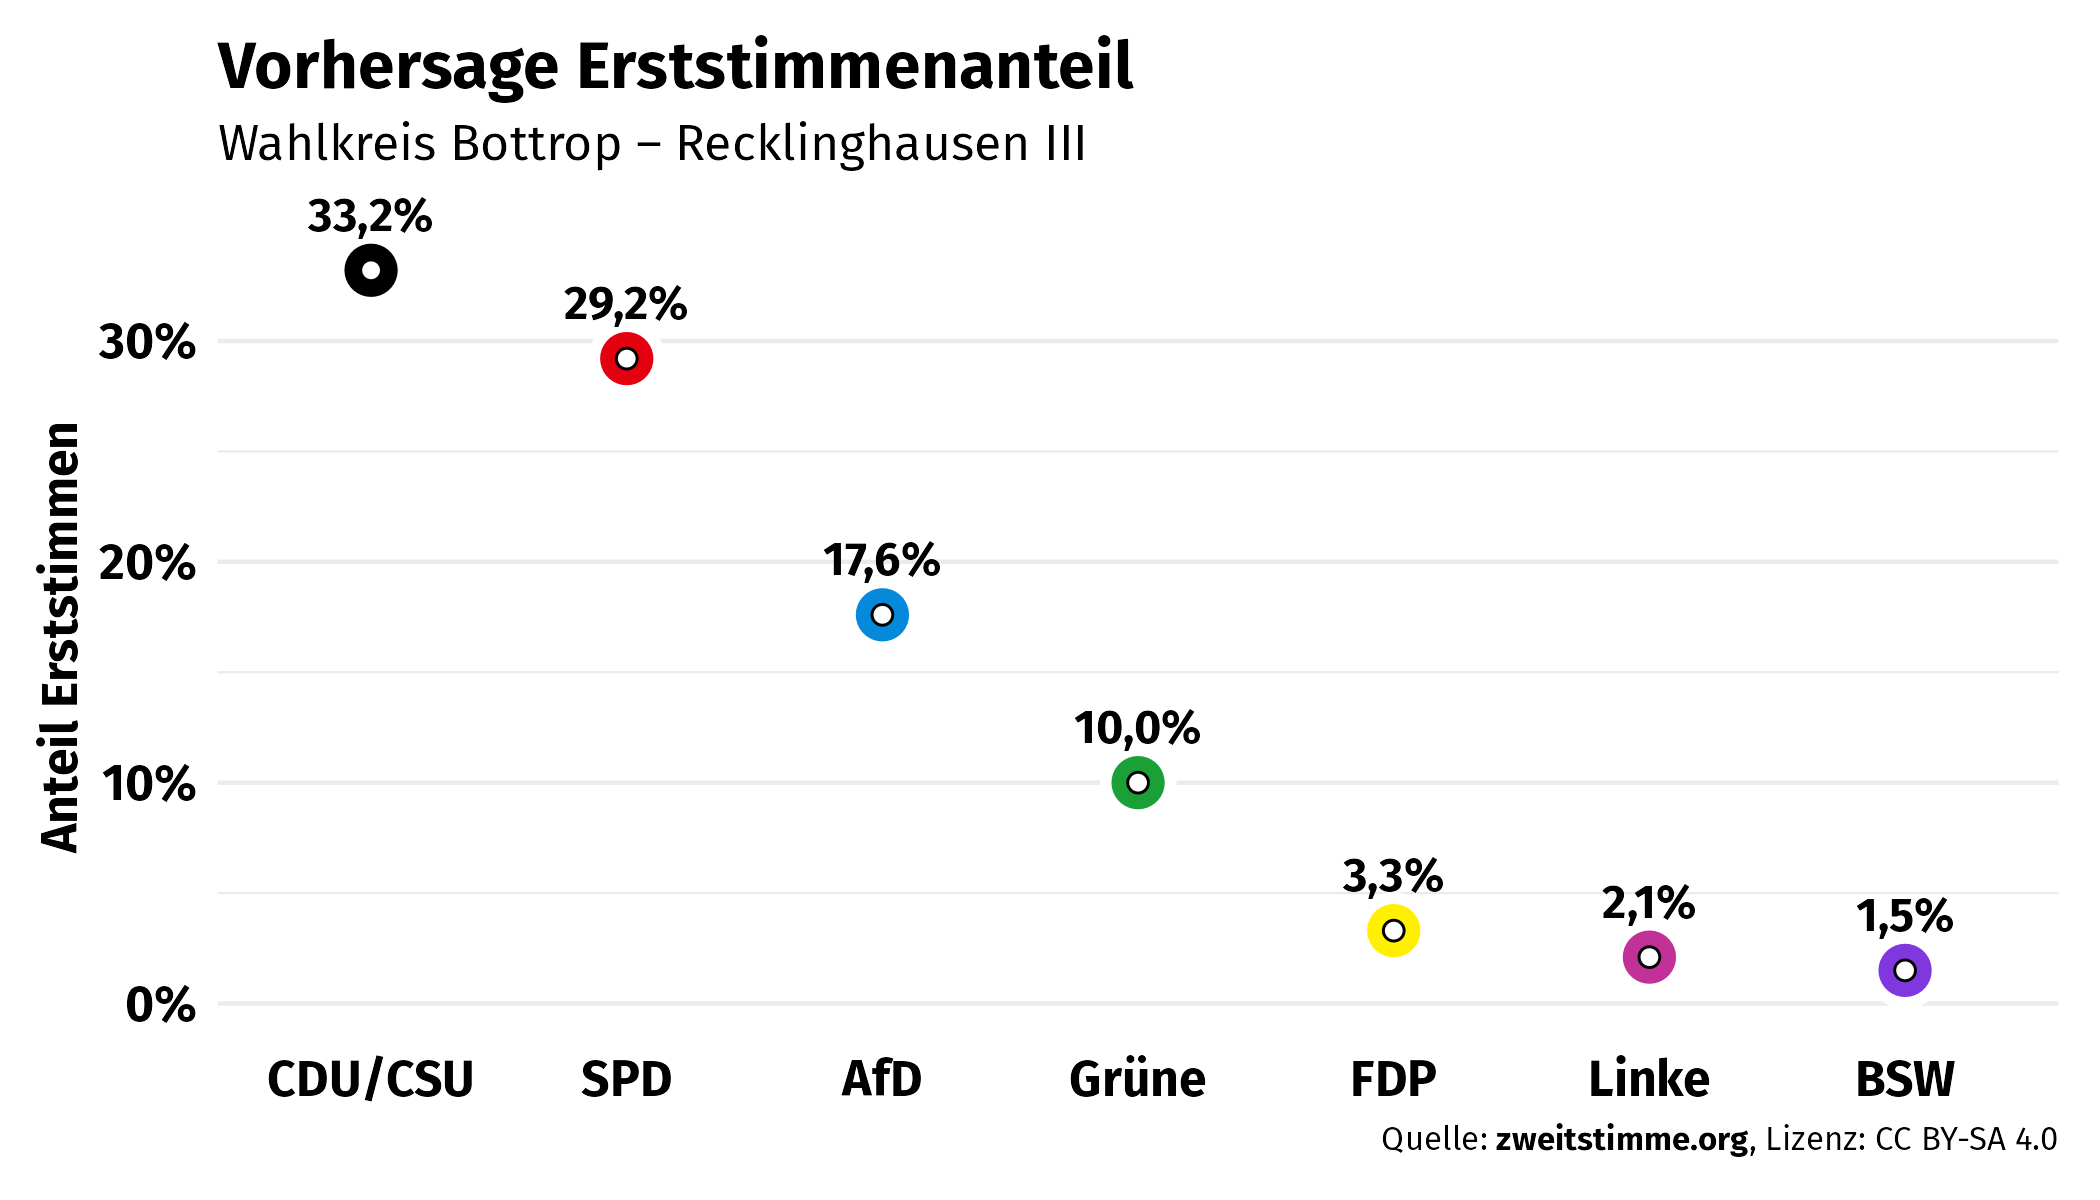 Vorhersage Erststimmenanteil
Wahlkreis Bottrop – Recklinghausen III
33,2%
29,2%
30%
17,6%
20%
10,0%
10%
3,3%
2,1%
1,5%
0%
Anteil Erststimmen
CDU/CSU SPD AfD Grüne FDP Linke BSW
Quelle: zweitstimme.org, Lizenz: CC BY-SA 4.0